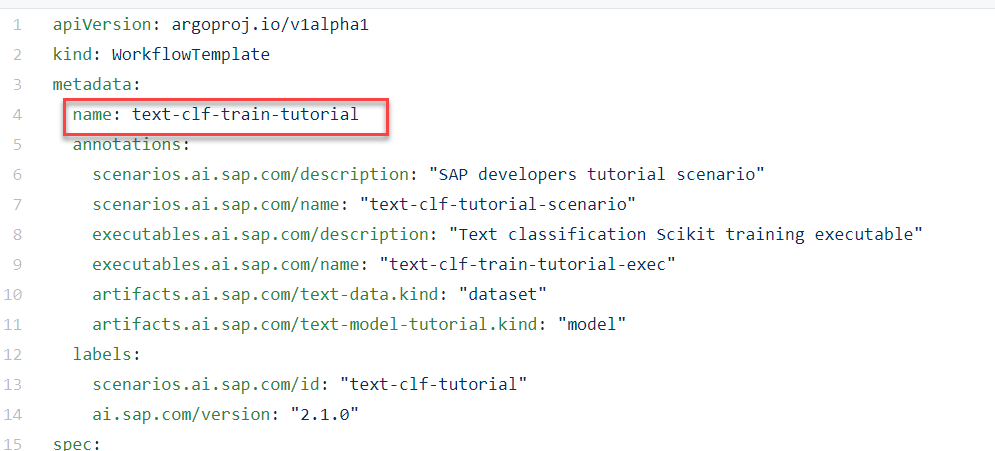 1 apiVersion: argoproj.io/v1alpha1
2 kind: WorkflowTemplate
3 metadata:
4 name: text-clf-train-tutorial
5 annotations:
6 scenarios.ai.sap.com/description: "SAP developers tutorial scenario"
7 scenarios.ai.sap.com/name: "text-clf-tutorial-scenario"
8 executables.ai.sap.com/description: "Text classification Scikit training executable"
9 executables.ai.sap.com/name: "text-clf-train-tutorial-exec"
10 artifacts.ai.sap.com/text-data.kind: "dataset"
11 artifacts.ai.sap.com/text-model-tutorial.kind: "model"
12 labels:
13 scenarios.ai.sap.com/id: "text-clf-tutorial"
14 ai.sap.com/version: "2.1.0"
15 spec: